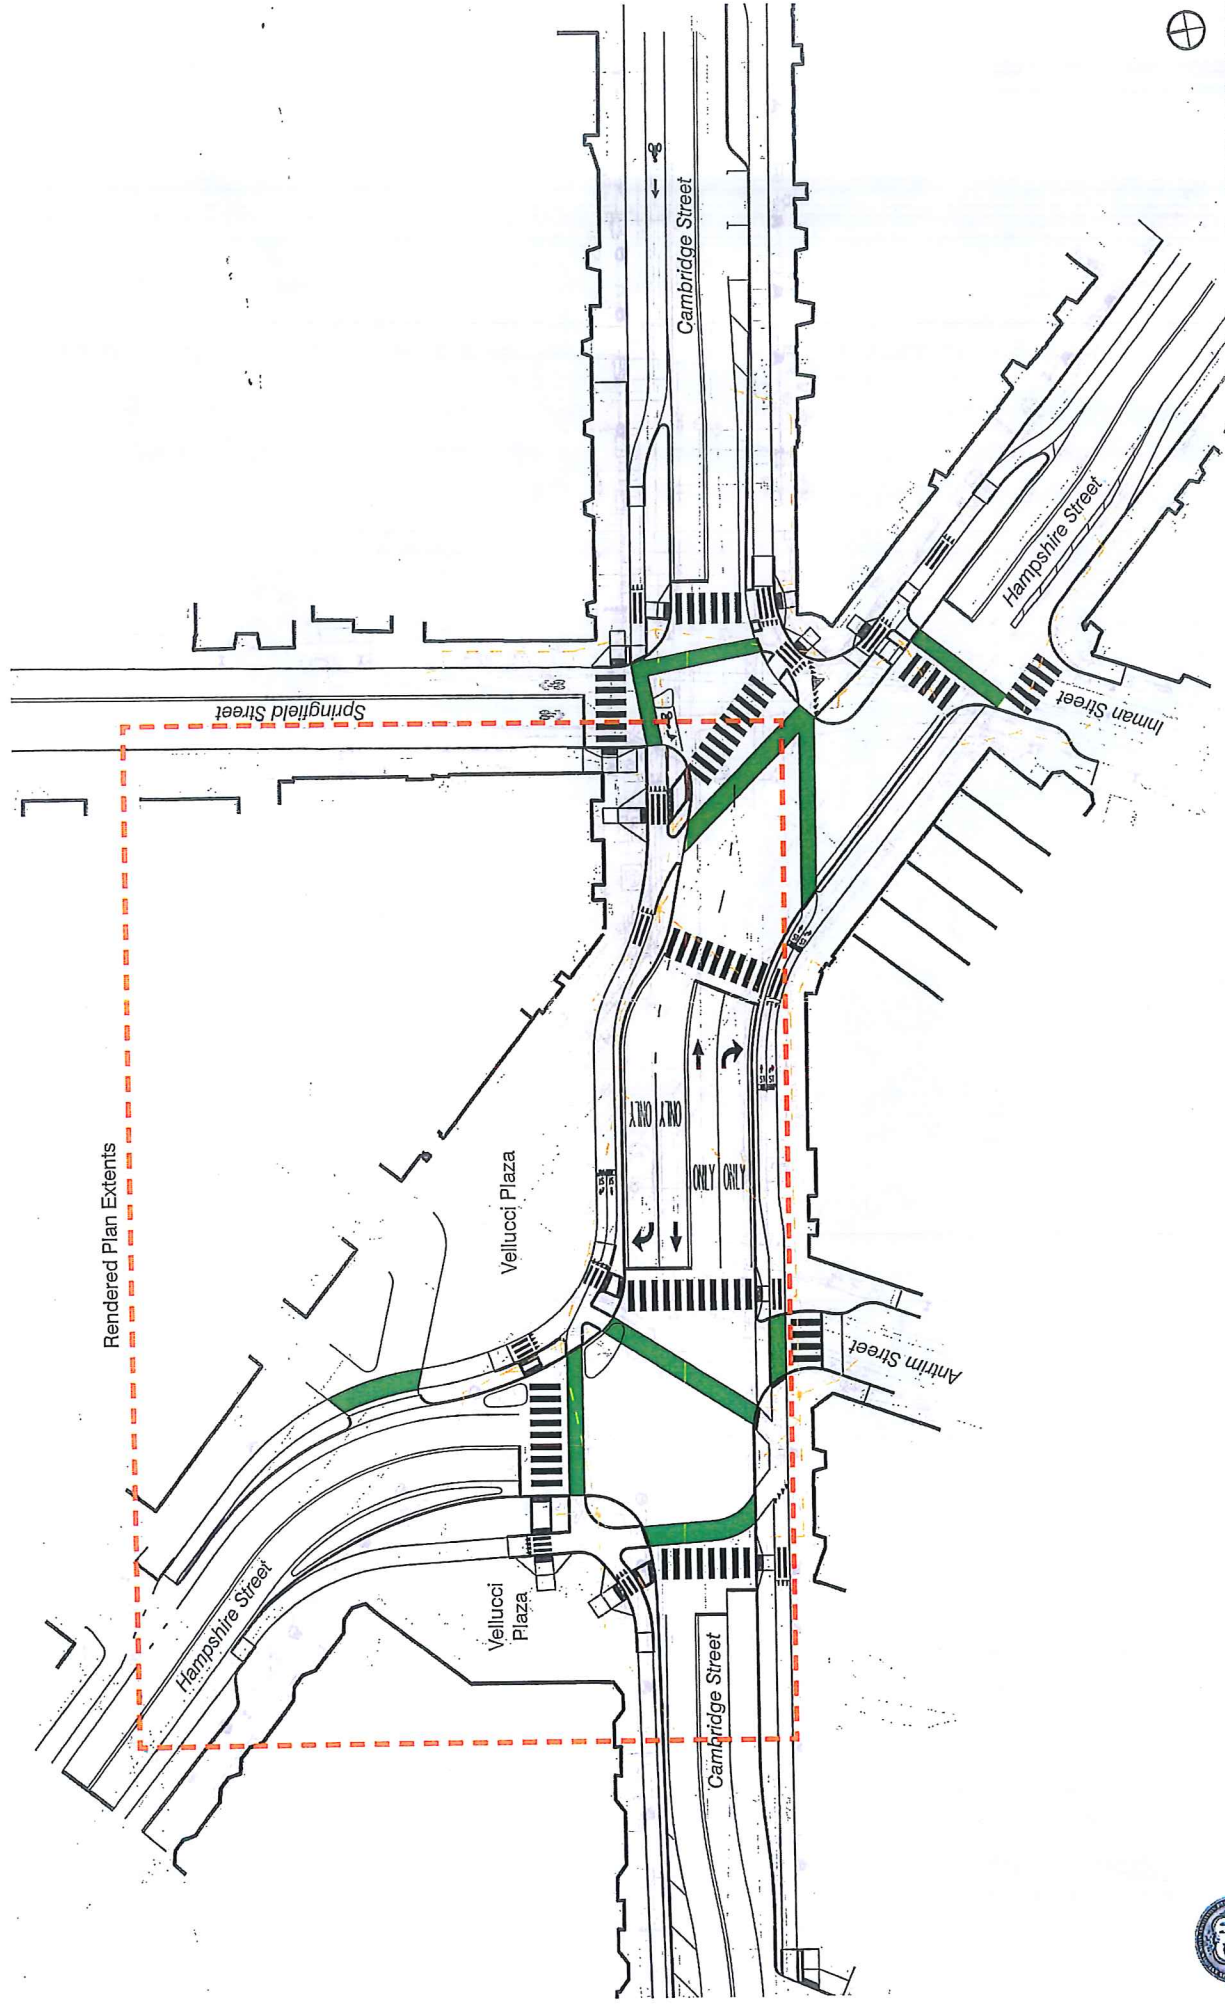 Cambridge Street
Hampshire Street
Inman Street
Springfield Street
Rendered Plan Extents
Vellucci Plaza
ONLY
ONLY
ONLY
ONLY
Antrim Street
Hampshire Street
Vellucci
Plaza
Cambridge Street